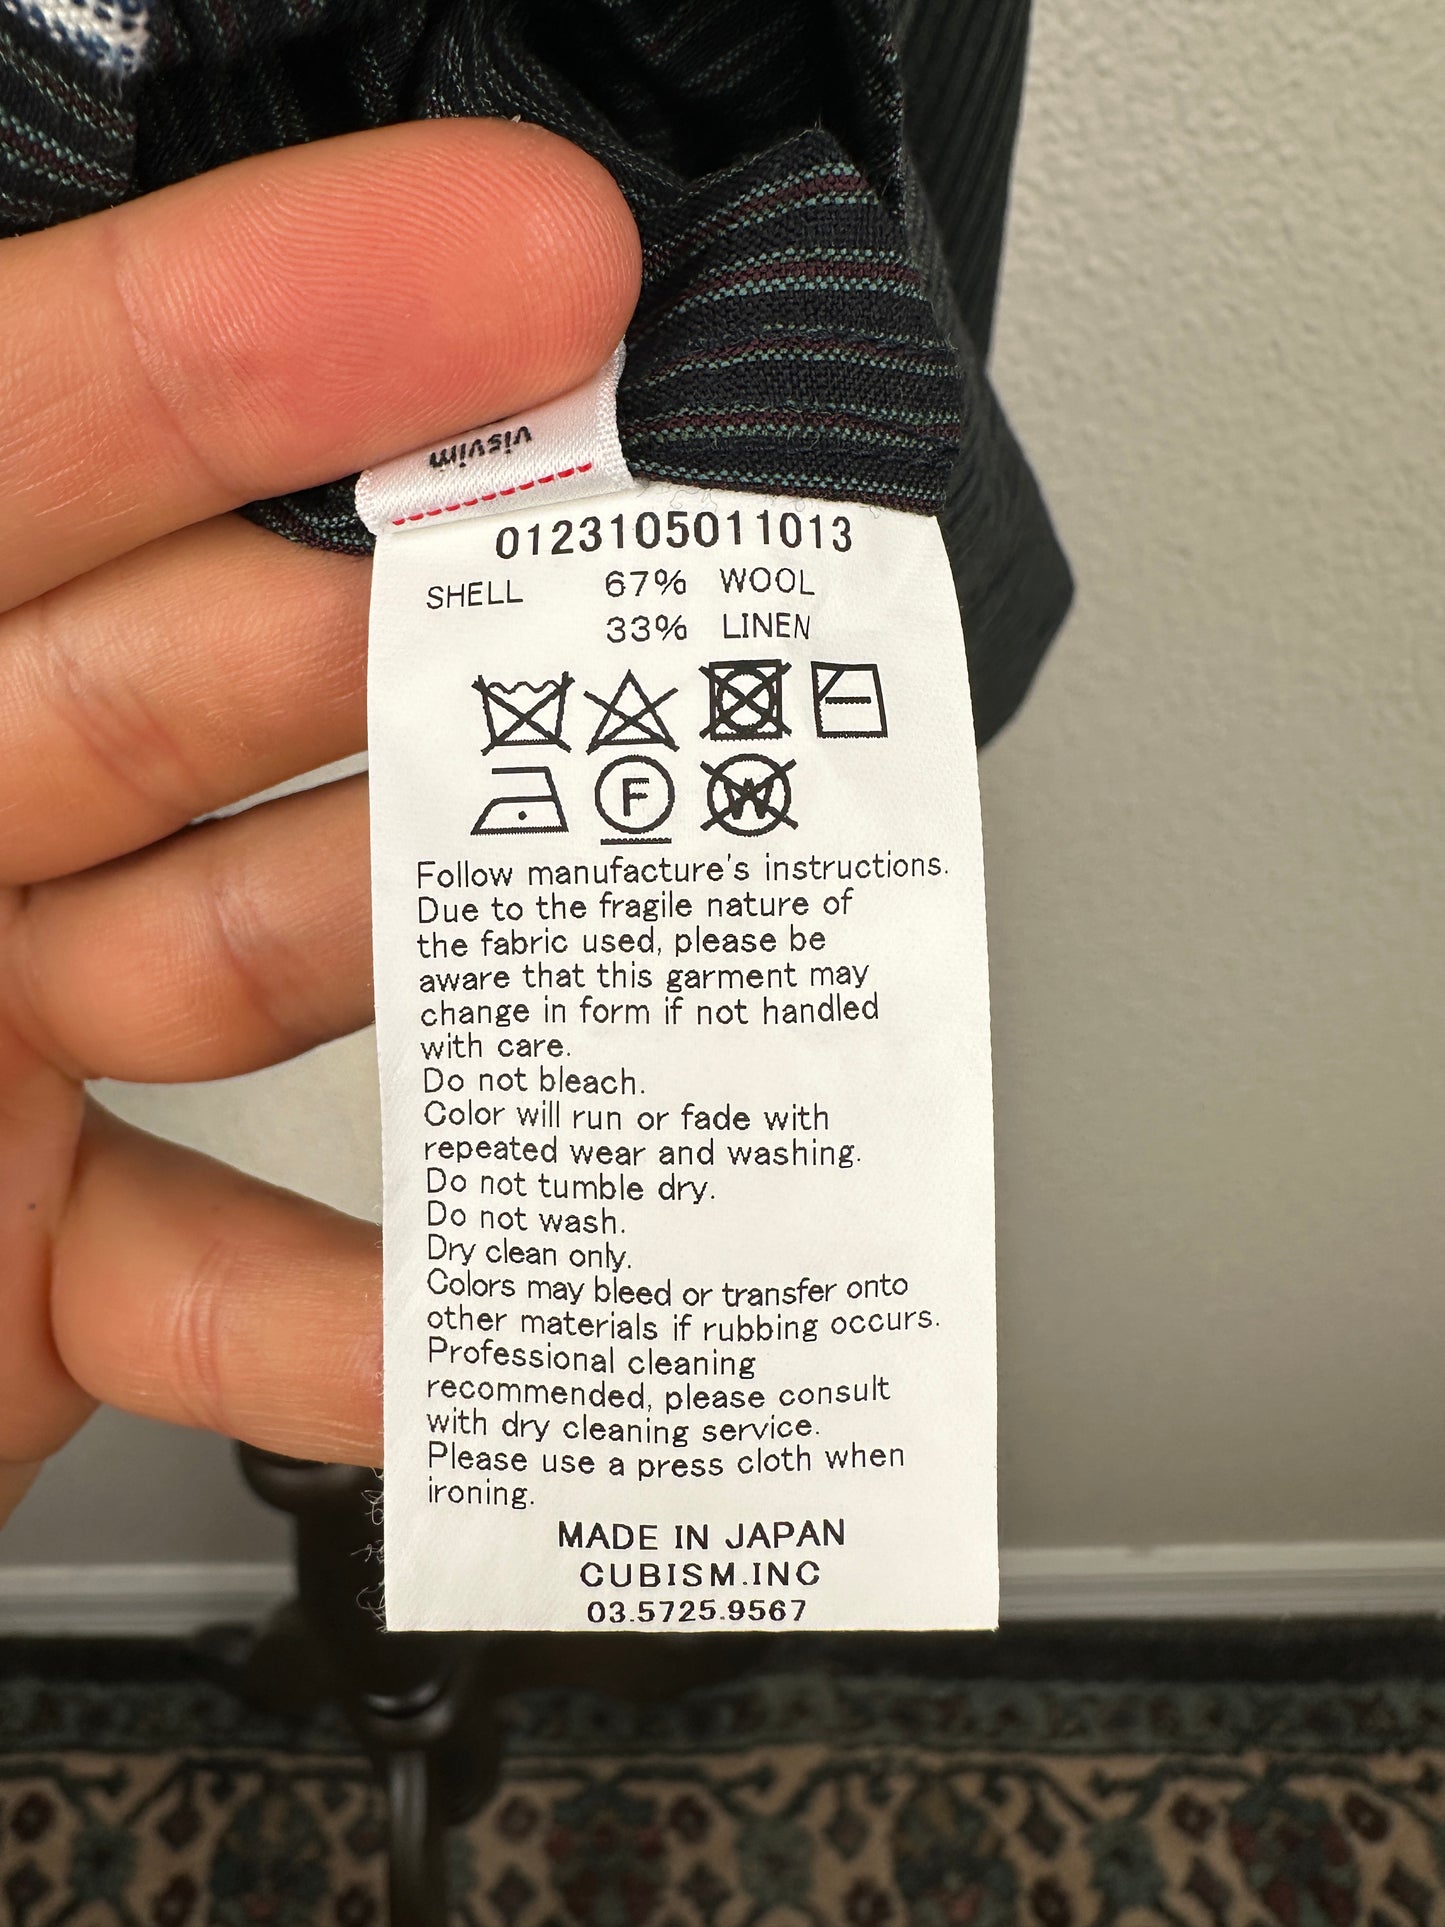 visvim
0123105011013
SHELL 67% WOOL
33% LINEN
F W
Follow manufacture's instructions.
Due to the fragile nature of
the fabric used, please be
aware that this garment may
change in form if not handled
with care.
Do not bleach.
Color will run or fade with
repeated wear and washing.
Do not tumble dry.
Do not wash.
Dry clean only.
Colors may bleed or transfer onto
other materials if rubbing occurs.
Professional cleaning
recommended, please consult
with dry cleaning service.
Please use a press cloth when
ironing.
MADE IN JAPAN
CUBISM.INC
03.5725.9567